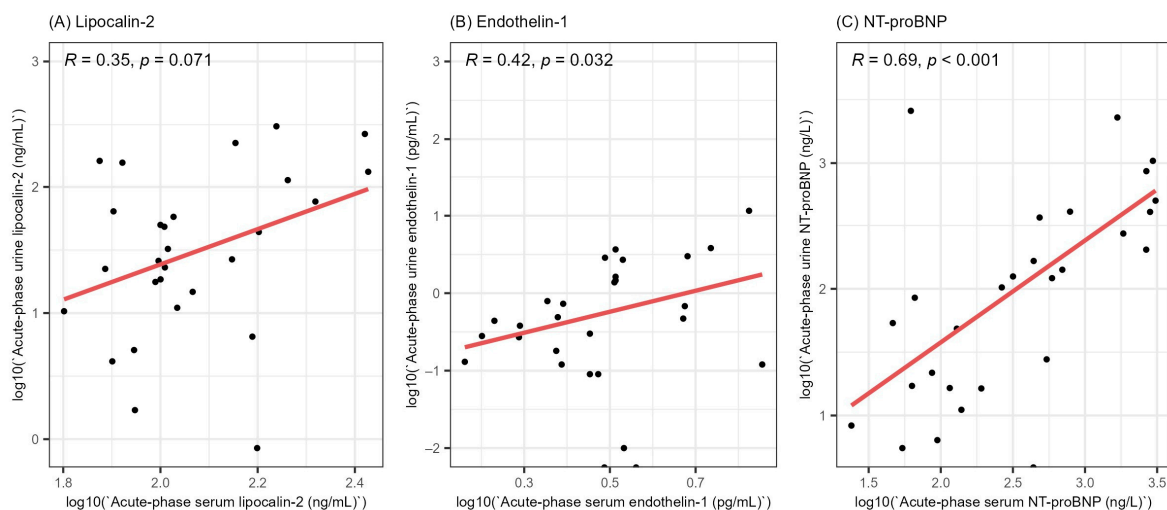 (A) Lipocalin-2
R = 0.35, p = 0.071
log10(`Acute-phase urine lipocalin-2 (ng/mL)`)
3
2
1
0
1.8 2.0 2.2 2.4
log10(`Acute-phase serum lipocalin-2 (ng/mL)`)
(B) Endothelin-1
R = 0.42, p = 0.032
log10(`Acute-phase urine endothelin-1 (pg/mL)`)
3
2
1
0
−1
−2
0.3 0.5 0.7
log10(`Acute-phase serum endothelin-1 (pg/mL)`)
(C) NT-proBNP
R = 0.69, p < 0.001
log10(`Acute-phase urine NT-proBNP (ng/L)`)
3
2
1
1.5 2.0 2.5 3.0 3.5
log10(`Acute-phase serum NT-proBNP (ng/L)`)